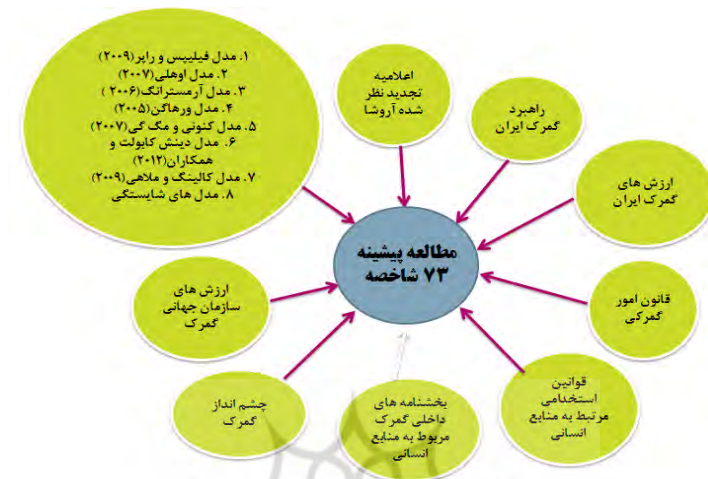 ۱. مدل فیلیپس و راپر(۲۰۰۹)
۲. مدل اوهلی(۲۰۰۷)
۳. مدل آرمسترانگ(۲۰۰۶ )
۴. مدل ورهاگن(۲۰۰۵)
۵. مدل کنونی و مگ گی(۲۰۰۷)
۶. مدل دینش کابولت و
همکاران(۲۰۱۲)
۷. مدل کالینگ و ملاهی(۲۰۰۹)
۸. مدل های شایستگی
اعلامیه
تجدید نظر
شده آروشا
راهبرد
گمرک ایران
ارزش های
گمرک ایران
قانون امور
گمرکی
قوانین
استخدامی
مرتبط به منابع
انسانی
بخشنامه های
داخلی گمرک
مربوط به منابع
انسانی
چشم انداز
گمرک
ارزش های
سازمان جهانی
گمرک
مطالعه پیشینه
۷۳ شاخصه